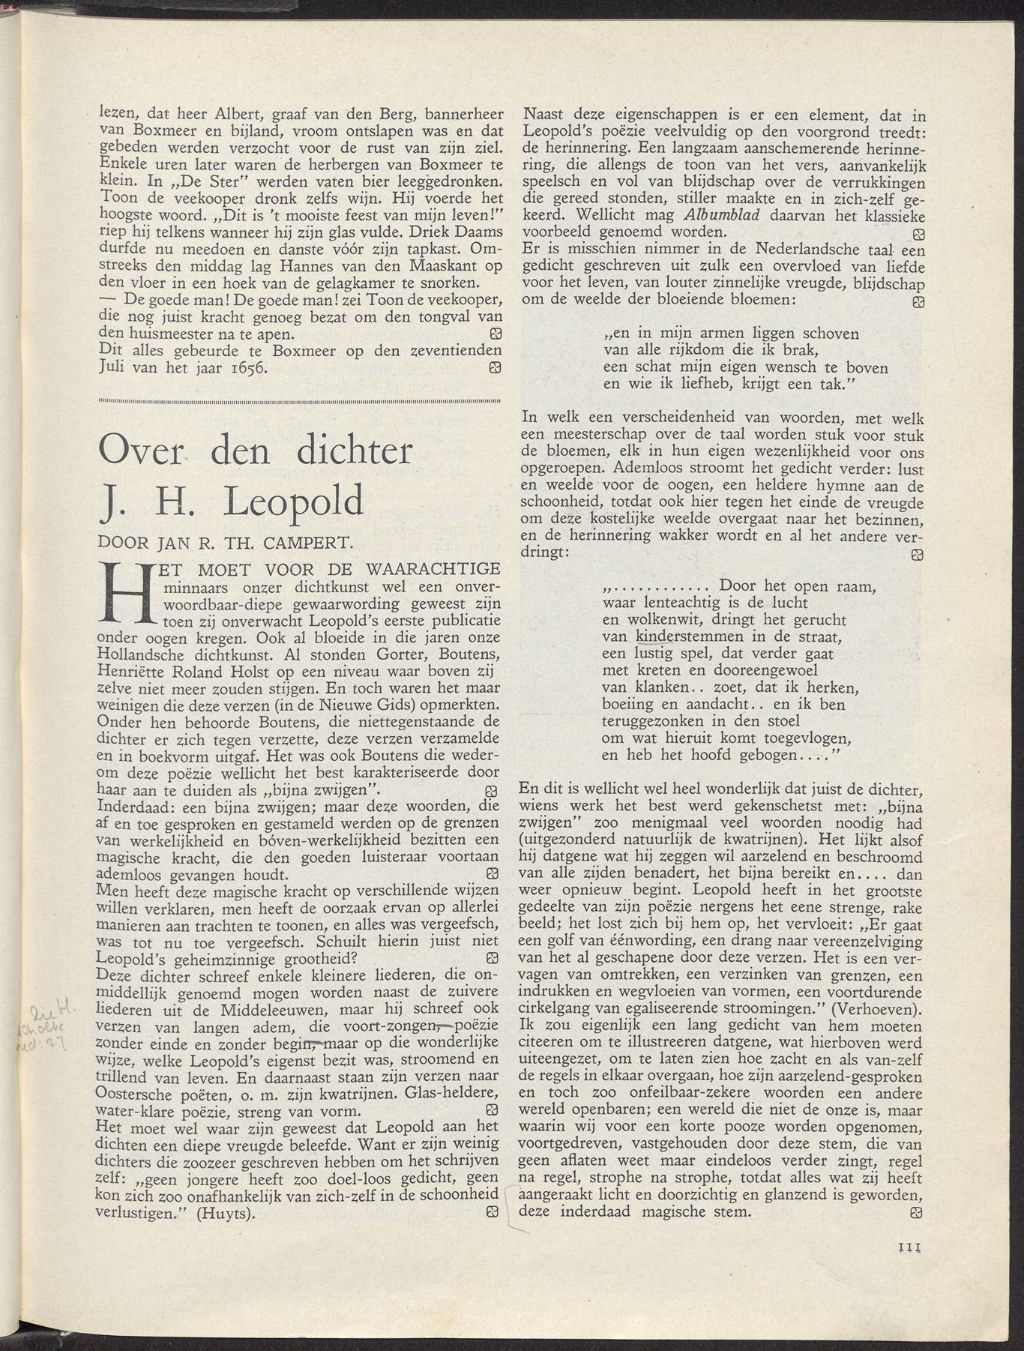 lezen, dat heer Albert, graaf van den Berg, bannerheer
van Boxmeer en bijland, vroom ontslapen was en dat
gebeden werden verzocht voor de rust van zijn ziel.
Enkele uren later waren de herbergen van Boxmeer te
klein. In „De Ster” werden vaten bier leeggedronken.
Toon de veekooper dronk zelfs wijn. Hij voerde het
hoogste woord. „Dit is ’t mooiste feest van mijn leven!”
riep hij telkens wanneer hij zijn glas vulde. Driek Daams
durfde nu meedoen en danste vóór zijn tapkast. Om-
streeks den middag lag Hannes van den Maaskant op
den vloer in een hoek van de gelagkamer te snorken.
— De goede man! De goede man! zei Toon de veekooper,
die nog juist kracht genoeg bezat om den tongval van
den huismeester na te apen.
Dit alles gebeurde te Boxmeer op den zeventienden
Juli van het jaar 1656.
Over den dichter
J. H. Leopold
DOOR JAN R. TH. CAMPERT.
HET MOET VOOR DE WAARACHTIGE
minnaars onzer dichtkunst wel een onver-
woordbaar-diepe gewaarwording geweest zijn
toen zij onverwacht Leopold’s eerste publicatie
onder oogen kregen. Ook al bloeide in die jaren onze
Hollandsche dichtkunst. Al stonden Gorter, Boutens,
Henriëtte Roland Holst op een niveau waar boven zij
zelve niet meer zouden stijgen. En toch waren het maar
weinigen die deze verzen (in de Nieuwe Gids) opmerkten.
Onder hen behoorde Boutens, die niettegenstaande de
dichter er zich tegen verzette, deze verzen verzamelde
en in boekvorm uitgaf. Het was ook Boutens die weder-
om deze poëzie wellicht het best karakteriseerde door
haar aan te duiden als „bijna zwijgen”.
Inderdaad: een bijna zwijgen; maar deze woorden, die
af en toe gesproken en gestameld werden op de grenzen
van werkelijkheid en bóven-werkelijkheid bezitten een
magische kracht, die den goeden luisteraar voortaan
ademloos gevangen houdt.
Men heeft deze magische kracht op verschillende wijzen
willen verklaren, men heeft de oorzaak ervan op allerlei
manieren aan trachten te toonen, en alles was vergeefsch,
was tot nu toe vergeefsch. Schuilt hierin juist niet
Leopold’s geheimzinnige grootheid?
Deze dichter schreef enkele kleinere liederen, die on-
middellijk genoemd mogen worden naast de zuivere
liederen uit de Middeleeuwen, maar hij schreef ook
verzen van langen adem, die voort-zongen,—poëzie
zonder einde en zonder begin,—maar op die wonderlijke
wijze, welke Leopold’s eigenst bezit was, stroomend en
trillend van leven. En daarnaast staan zijn verzen naar
Oostersche poëten, o. m. zijn kwatrijnen. Glas-heldere,
water-klare poëzie, streng van vorm.
Het moet wel waar zijn geweest dat Leopold aan het
dichten een diepe vreugde beleefde. Want er zijn weinig
dichters die zoozeer geschreven hebben om het schrijven
zelf: „geen jongere heeft zoo doel-loos gedicht, geen
kon zich zoo onafhankelijk van zich-zelf in de schoonheid
verlustigen.” (Huyts).
Naast deze eigenschappen is er een element, dat in
Leopold’s poëzie veelvuldig op den voorgrond treedt:
de herinnering. Een langzaam aanschemerende herinne-
ring, die allengs de toon van het vers, aanvankelijk
speelsch en vol van blijdschap over de verrukkingen
die gereed stonden, stiller maakte en in zich-zelf ge-
keerd. Wellicht mag Albumblad daarvan het klassieke
voorbeeld genoemd worden.
Er is misschien nimmer in de Nederlandsche taal een
gedicht geschreven uit zulk een overvloed van liefde
voor het leven, van louter zinnelijke vreugde, blijdschap
om de weelde der bloeiende bloemen:
„en in mijn armen liggen schoven
van alle rijkdom die ik brak,
een schat mijn eigen wensch te boven
en wie ik liefheb, krijgt een tak.”
In welk een verscheidenheid van woorden, met welk
een meesterschap over de taal worden stuk voor stuk
de bloemen, elk in hun eigen wezenlijkheid voor ons
opgeroepen. Ademloos stroomt het gedicht verder: lust
en weelde voor de oogen, een heldere hymne aan de
schoonheid, totdat ook hier tegen het einde de vreugde
om deze kostelijke weelde overgaat naar het bezinnen,
en de herinnering wakker wordt en al het andere ver-
dringt:
„............ Door het open raam,
waar lenteachtig is de lucht
en wolkenwit, dringt het gerucht
van kinderstemmen in de straat,
een lustig spel, dat verder gaat
met kreten en dooreengewoel
van klanken.. zoet, dat ik herken,
boeiing en aandacht.. en ik ben
teruggezonken in den stoel
om wat hieruit komt toegevlogen,
en heb het hoofd gebogen....”
En dit is wellicht wel heel wonderlijk dat juist de dichter,
wiens werk het best werd gekenschetst met: „bijna
zwijgen” zoo menigmaal veel woorden noodig had
(uitgezonderd natuurlijk de kwatrijnen). Het lijkt alsof
hij datgene wat hij zeggen wil aarzelend en beschroomd
van alle zijden benadert, het bijna bereikt en.... dan
weer opnieuw begint. Leopold heeft in het grootste
gedeelte van zijn poëzie nergens het eene strenge, rake
beeld; het lost zich bij hem op, het vervloeit: „Er gaat
een golf van éénwording, een drang naar vereenzelviging
van het al geschapene door deze verzen. Het is een ver-
vagen van omtrekken, een verzinken van grenzen, een
indrukken en wegvloeien van vormen, een voortdurende
cirkelgang van egaliseerende stroomingen.” (Verhoeven).
Ik zou eigenlijk een lang gedicht van hem moeten
citeeren om te illustreeren datgene, wat hierboven werd
uiteengezet, om te laten zien hoe zacht en als van-zelf
de regels in elkaar overgaan, hoe zijn aarzelend-gesproken
en toch zoo onfeilbaar-zekere woorden een andere
wereld openbaren; een wereld die niet de onze is, maar
waarin wij voor een korte pooze worden opgenomen,
voortgedreven, vastgehouden door deze stem, die van
geen aflaten weet maar eindeloos verder zingt, regel
na regel, strophe na strophe, totdat alles wat zij heeft
aangeraakt licht en doorzichtig en glanzend is geworden,
deze inderdaad magische stem.
III